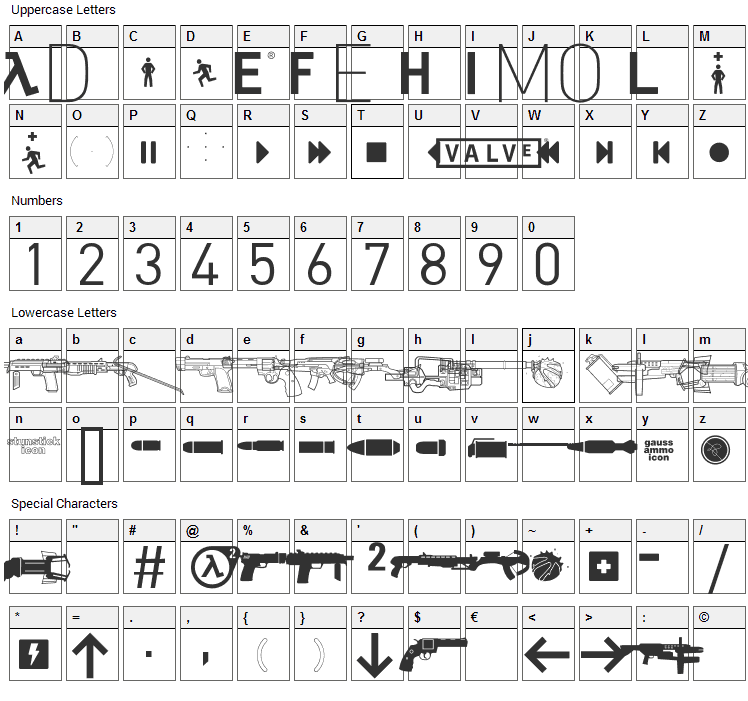 Uppercase Letters
A B C D E F G H I J K L M
λ D E® F E H I M O L
N O P Q R S T U V W X Y Z
VALVE
Numbers
1 2 3 4 5 6 7 8 9 0
1 2 3 4 5 6 7 8 9 0
Lowercase Letters
a b c d e f g h I j k l m
n o p q r s t u v w x y z
stunstick
icon
gauss
ammo
icon
Special Characters
! " # @ % & ' ( ) ~ + - /
# λ2 2 + - /
* = . , { } ? $ € < > : ©
↑ . , ( ) ↓ ← →